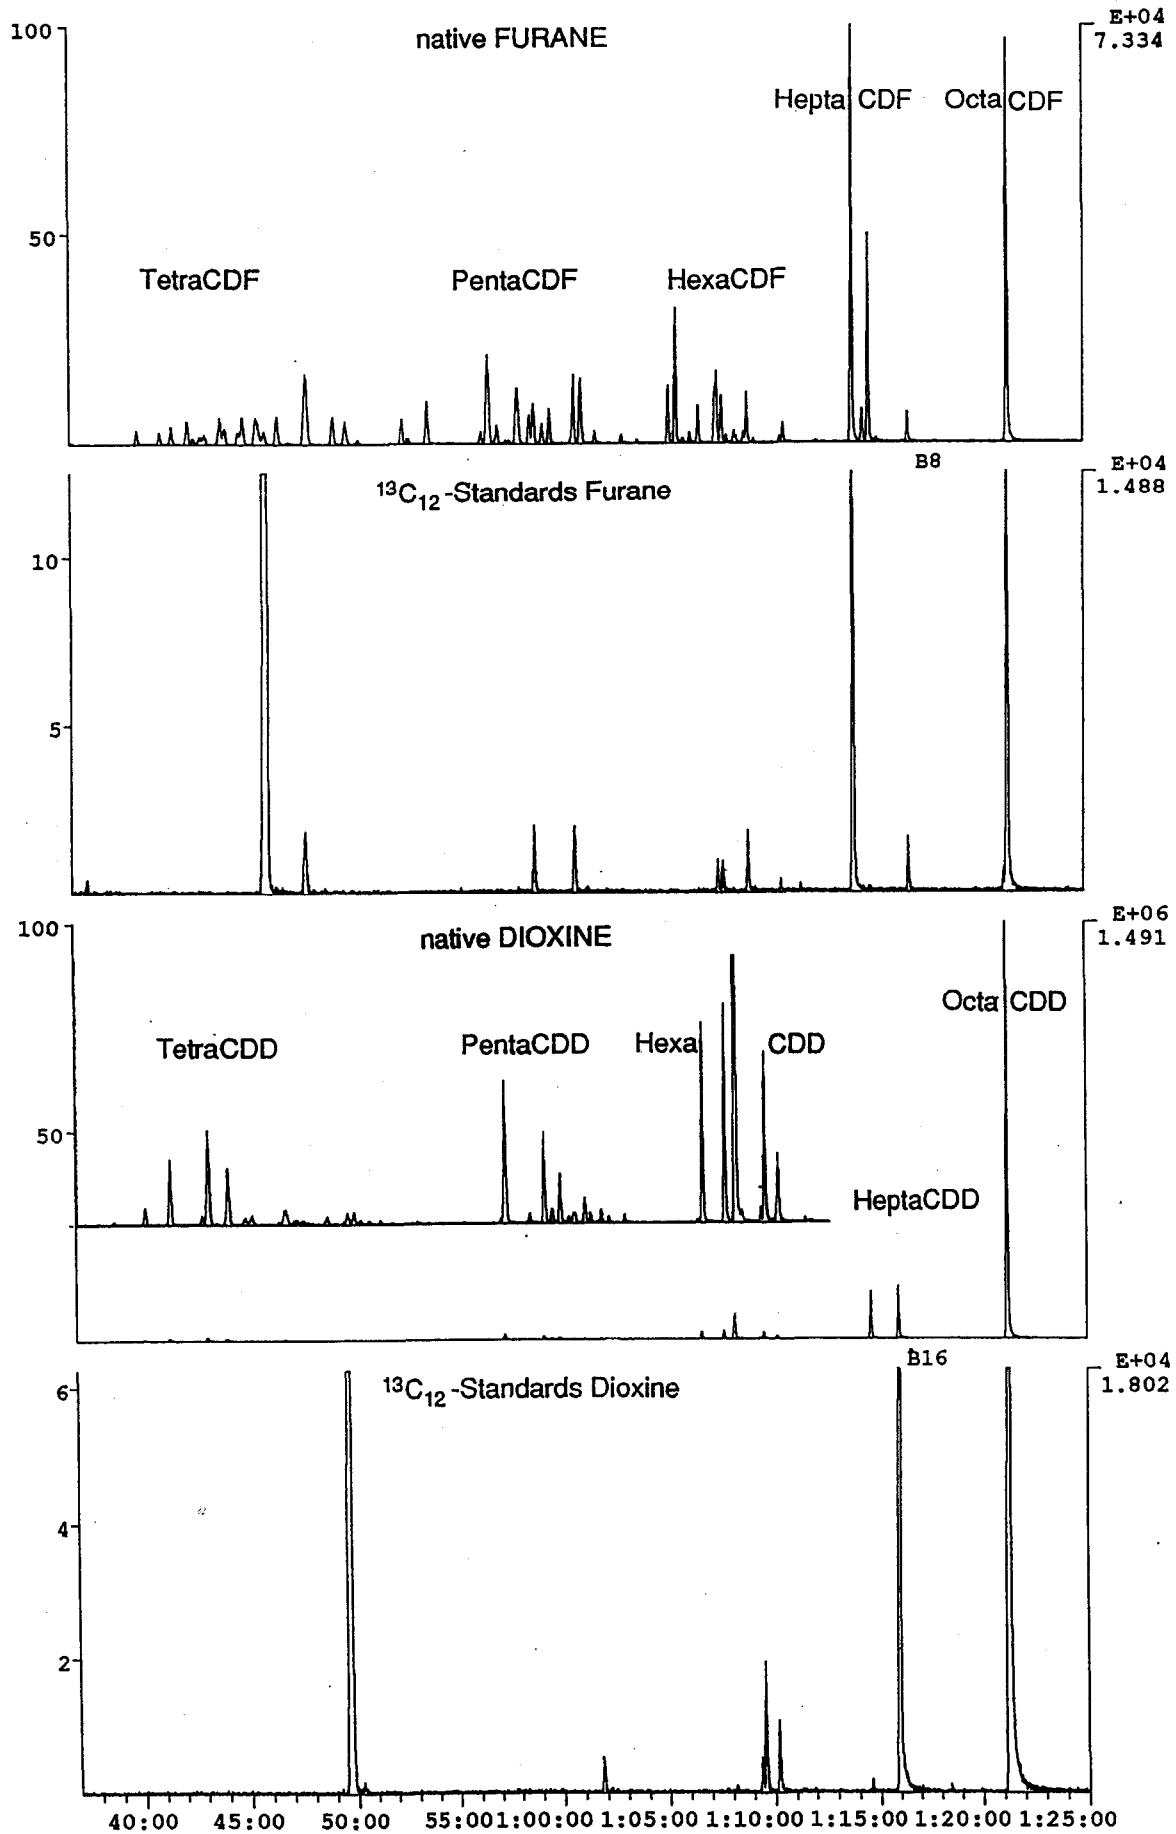 100
native FURANE
E+04
7.334
Hepta CDF
Octa CDF
50
TetraCDF
PentaCDF
HexaCDF
B8
E+04
1.488
¹³C₁₂-Standards Furane
10
5
100
native DIOXINE
E+06
1.491
Octa CDD
TetraCDD
PentaCDD
Hexa CDD
50
HeptaCDD
B16
E+04
1.802
6
¹³C₁₂-Standards Dioxine
4
2
40:00 45:00 50:00 55:00 1:00:00 1:05:00 1:10:00 1:15:00 1:20:00 1:25:00